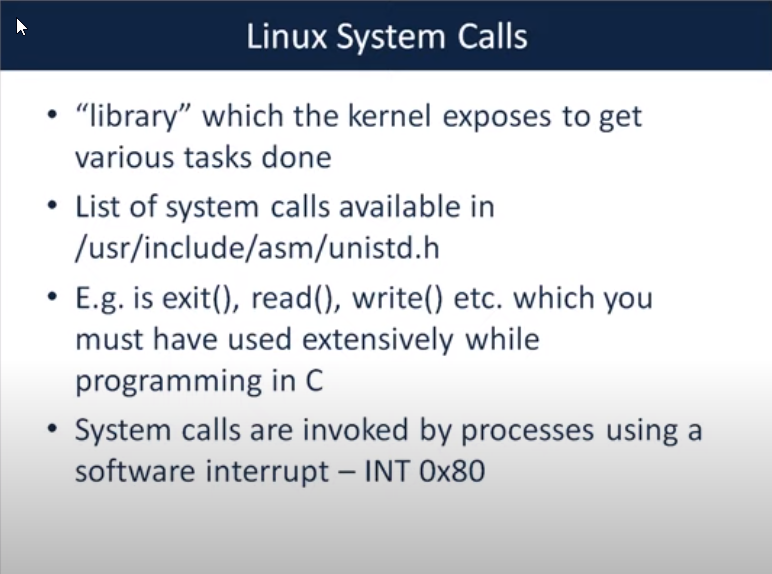 Linux System Calls
• “library” which the kernel exposes to get
various tasks done
• List of system calls available in
/usr/include/asm/unistd.h
• E.g. is exit(), read(), write() etc. which you
must have used extensively while
programming in C
• System calls are invoked by processes using a
software interrupt – INT 0x80